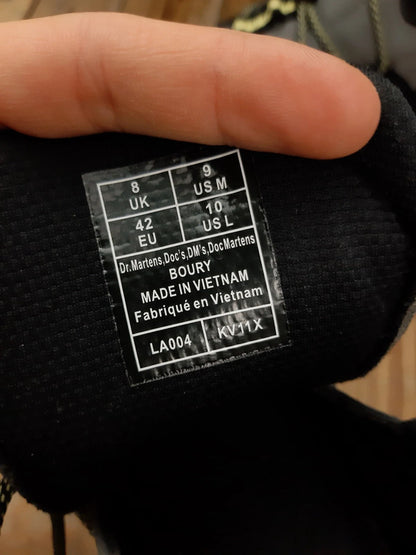 8 9
UK US M
42 10
EU US L
Dr.Martens,Doc's,DM's,DocMartens
BOURY
MADE IN VIETNAM
Fabriqué en Vietnam
LA004 KV11X